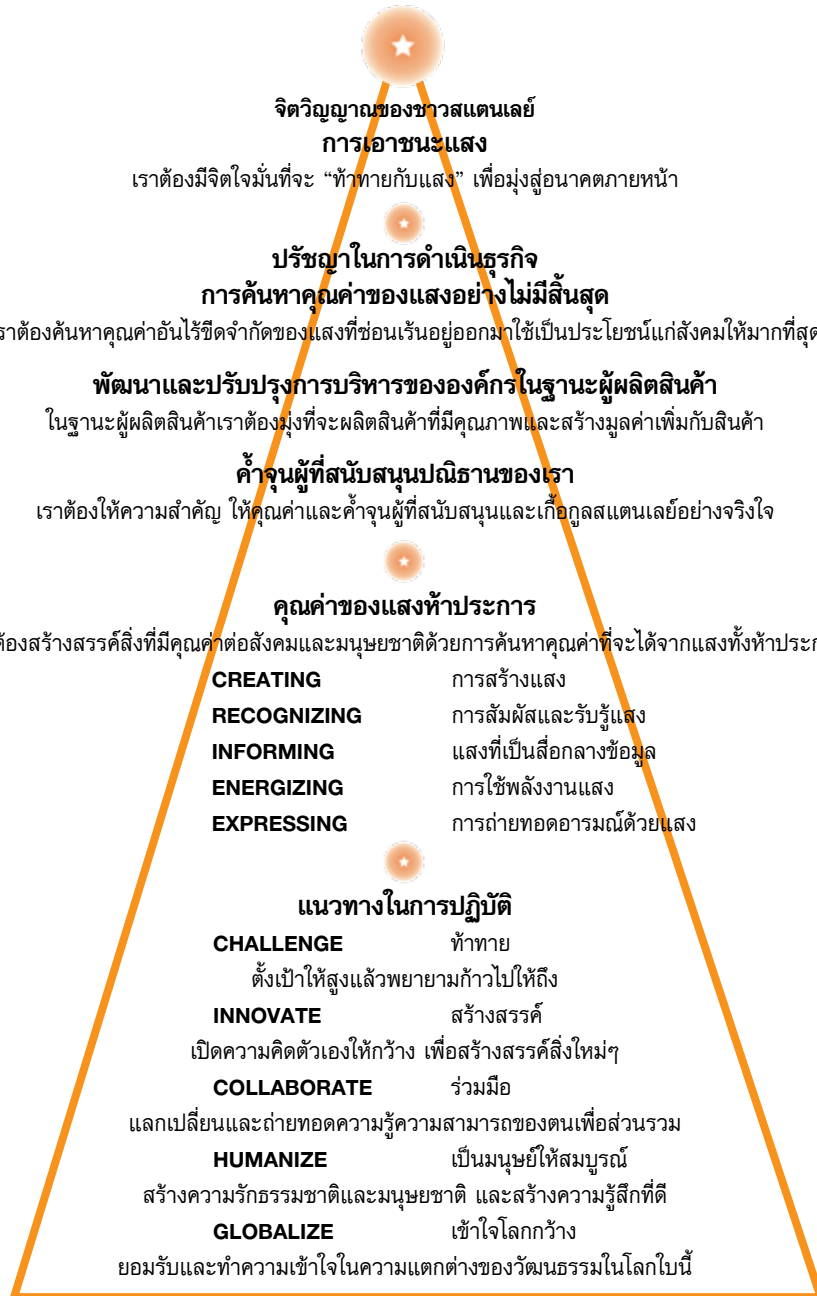 จิตวิญญาณของชาวสแตนเลย์
การเอาชนะแสง
เราต้องมีจิตใจมั่นที่จะ “ท้าทายกับแสง” เพื่อมุ่งสู่อนาคตภายหน้า
ปรัชญาในการดำเนินธุรกิจ
การค้นหาคุณค่าของแสงอย่างไม่มีสิ้นสุด
ราต้องค้นหาคุณค่าอันไร้ขีดจำกัดของแสงที่ซ่อนเร้นอยู่ออกมาใช้เป็นประโยชน์แก่สังคมให้มากที่สุด
พัฒนาและปรับปรุงการบริหารขององค์กรในฐานะผู้ผลิตสินค้า
ในฐานะผู้ผลิตสินค้าเราต้องมุ่งที่จะผลิตสินค้าที่มีคุณภาพและสร้างมูลค่าเพิ่มกับสินค้า
ค้ำจุนผู้ที่สนับสนุนปณิธานของเรา
เราต้องให้ความสำคัญ ให้คุณค่าและค้ำจุนผู้ที่สนับสนุนและเกื้อกูลสแตนเลย์อย่างจริงใจ
คุณค่าของแสงห้าประการ
ต้องสร้างสรรค์สิ่งที่มีคุณค่าต่อสังคมและมนุษยชาติด้วยการค้นหาคุณค่าที่จะได้จากแสงทั้งห้าประก
CREATING การสร้างแสง
RECOGNIZING การสัมผัสและรับรู้แสง
INFORMING แสงที่เป็นสื่อกลางข้อมูล
ENERGIZING การใช้พลังงานแสง
EXPRESSING การถ่ายทอดอารมณ์ด้วยแสง
แนวทางในการปฏิบัติ
CHALLENGE ท้าทาย
ตั้งเป้าให้สูงแล้วพยายามก้าวไปให้ถึง
INNOVATE สร้างสรรค์
เปิดความคิดตัวเองให้กว้าง เพื่อสร้างสรรค์สิ่งใหม่ๆ
COLLABORATE ร่วมมือ
แลกเปลี่ยนและถ่ายทอดความรู้ความสามารถของตนเพื่อส่วนรวม
HUMANIZE เป็นมนุษย์ให้สมบูรณ์
สร้างความรักธรรมชาติและมนุษยชาติ และสร้างความรู้สึกที่ดี
GLOBALIZE เข้าใจโลกกว้าง
ยอมรับและทำความเข้าใจในความแตกต่างของวัฒนธรรมในโลกใบนี้